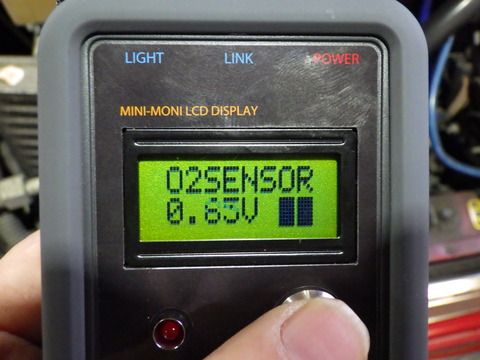 LIGHT LINK POWER
MINI-MONI LCD DISPLAY
O2SENSOR
0.65V